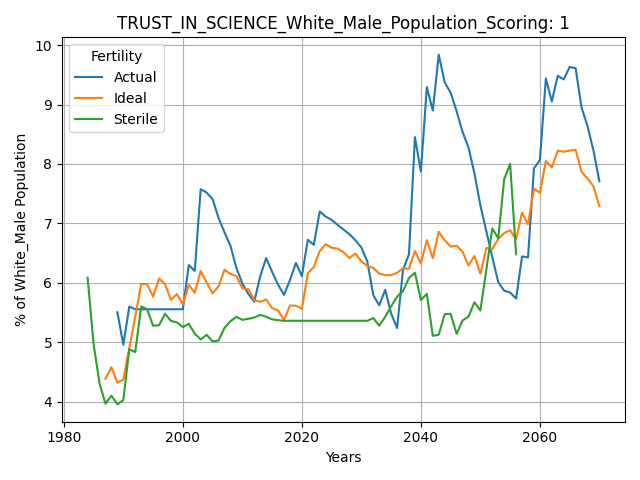 TRUST_IN_SCIENCE_White_Male_Population_Scoring: 1
Fertility
Actual
Ideal
Sterile
% of White_Male Population
10
9
8
7
6
5
4
1980
2000
2020
2040
2060
Years